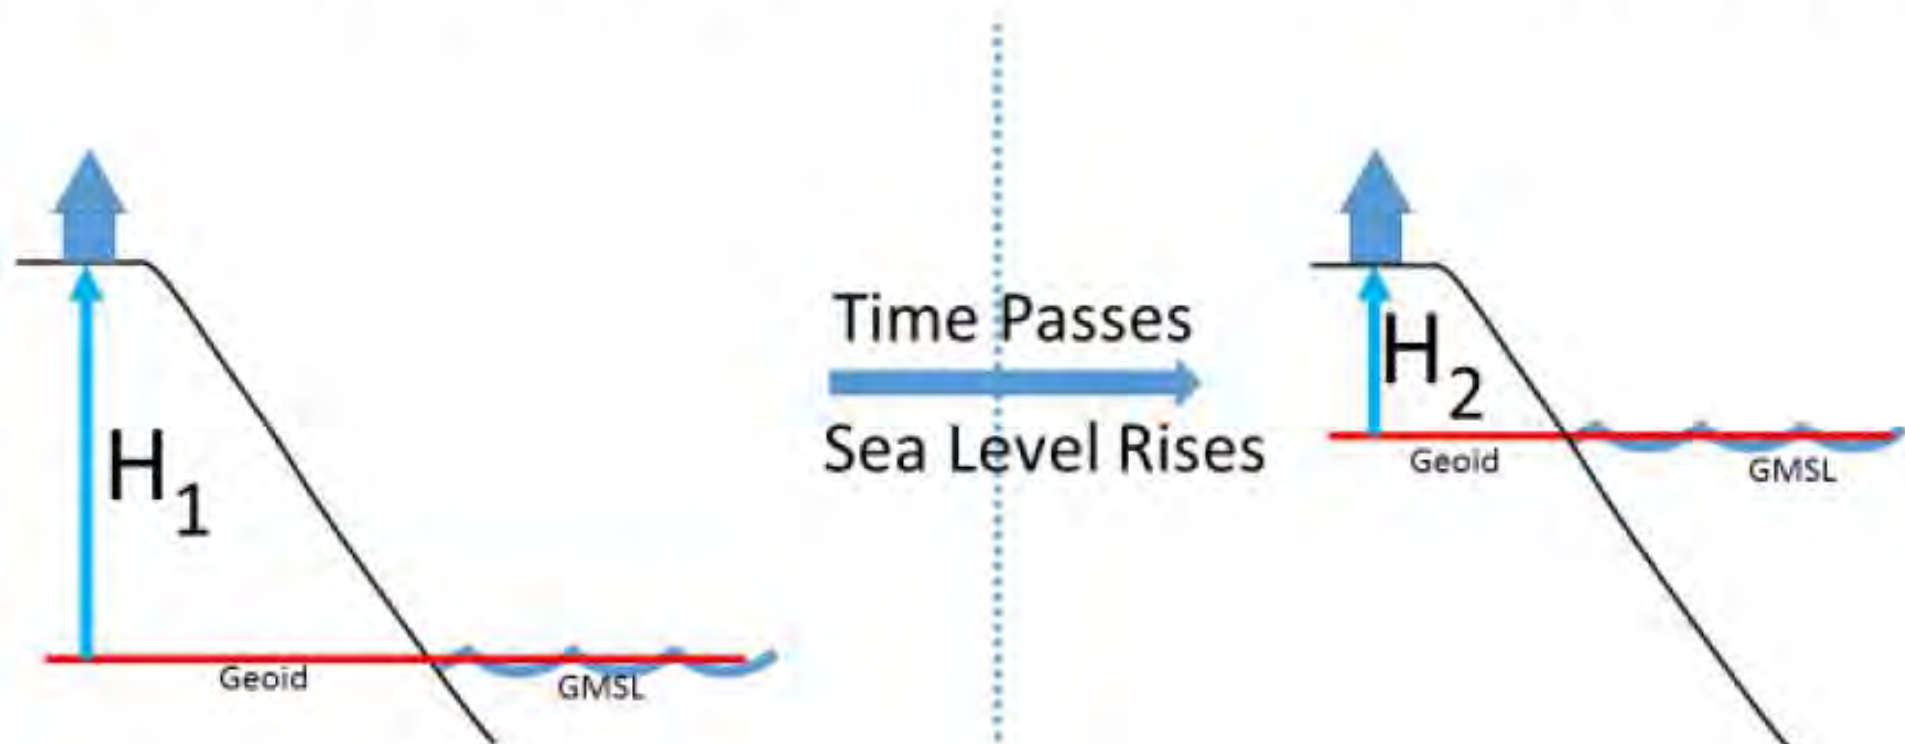 H1
Geoid
GMSL
Time Passes
Sea Level Rises
H2
Geoid
GMSL